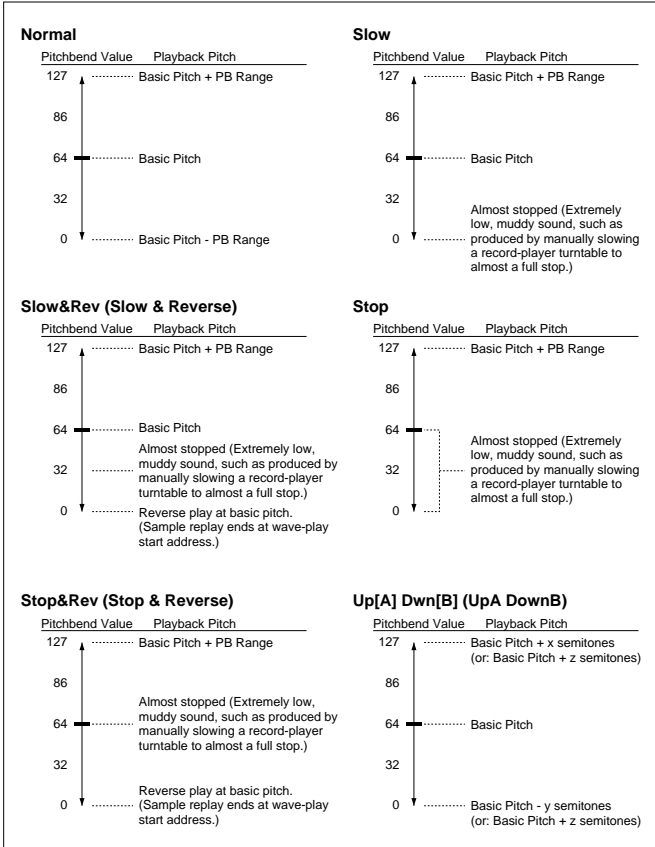 Normal
Pitchbend Value Playback Pitch
127 Basic Pitch + PB Range
86
64 Basic Pitch
32
0 Basic Pitch - PB Range
Slow
Pitchbend Value Playback Pitch
127 Basic Pitch + PB Range
86
64 Basic Pitch
32
Almost stopped (Extremely
low, muddy sound, such as
0 produced by manually slowing
a record-player turntable to
almost a full stop.)
Slow&Rev (Slow & Reverse)
Pitchbend Value Playback Pitch
127 Basic Pitch + PB Range
86
64 Basic Pitch
Almost stopped (Extremely low,
32 muddy sound, such as produced by
manually slowing a record-player
turntable to almost a full stop.)
0 Reverse play at basic pitch.
(Sample replay ends at wave-play
start address.)
Stop
Pitchbend Value Playback Pitch
127 Basic Pitch + PB Range
86
64
Almost stopped (Extremely
low, muddy sound, such as
32 produced by manually slowing
a record-player turntable to
almost a full stop.)
0
Stop&Rev (Stop & Reverse)
Pitchbend Value Playback Pitch
127 Basic Pitch + PB Range
86
Almost stopped (Extremely low,
muddy sound, such as produced by
64 manually slowing a record-player
turntable to almost a full stop.)
32
Reverse play at basic pitch.
0 (Sample replay ends at wave-play
start address.)
Up[A] Dwn[B] (UpA DownB)
Pitchbend Value Playback Pitch
127 Basic Pitch + x semitones
(or: Basic Pitch + z semitones)
86
64 Basic Pitch
32
0 Basic Pitch - y semitones
(or: Basic Pitch + z semitones)